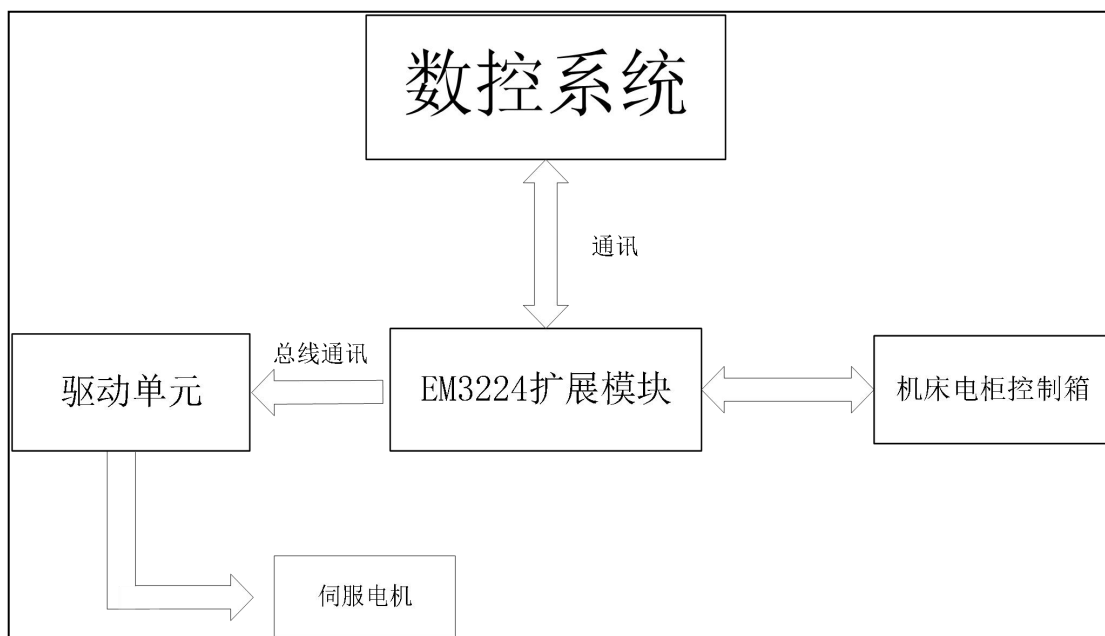 数控系统
通讯
总线通讯
驱动单元
EM3224扩展模块
机床电柜控制箱
伺服电机